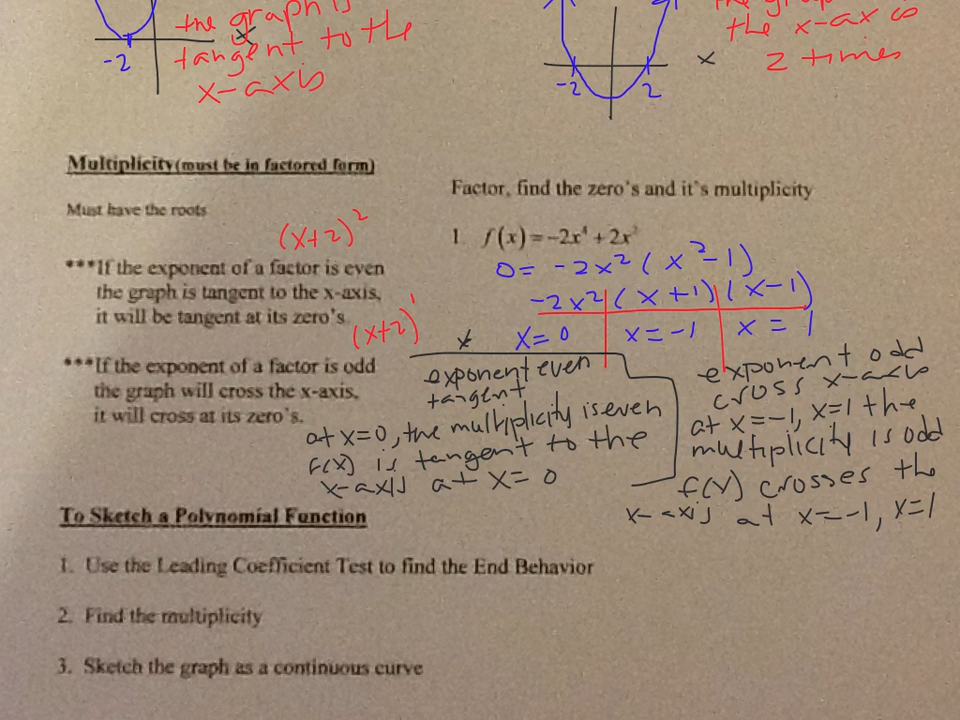 the graph is
tangent to the
x-axis
x
-2
the x-axis
2 times
x
-2 2
Multiplicity (must be in factored form)
Must have the roots
(x+2)²
***If the exponent of a factor is even
the graph is tangent to the x-axis,
it will be tangent at its zero's
(x+2)¹
***If the exponent of a factor is odd
the graph will cross the x-axis,
it will cross at its zero's.
Factor, find the zero's and it's multiplicity
1. f(x) = -2x⁴ + 2x²
0 = -2x² (x² - 1)
-2x² (x + 1) (x - 1)
x = 0 x = -1 x = 1
exponent even
tangent
at x=0, the multiplicity is even
f(x) is tangent to the
x-axis at x=0
exponent odd
cross x-axis
at x=-1, x=1 the
multiplicity is odd
f(x) crosses the
x-axis at x=-1, x=1
To Sketch a Polynomial Function
1. Use the Leading Coefficient Test to find the End Behavior
2. Find the multiplicity
3. Sketch the graph as a continuous curve